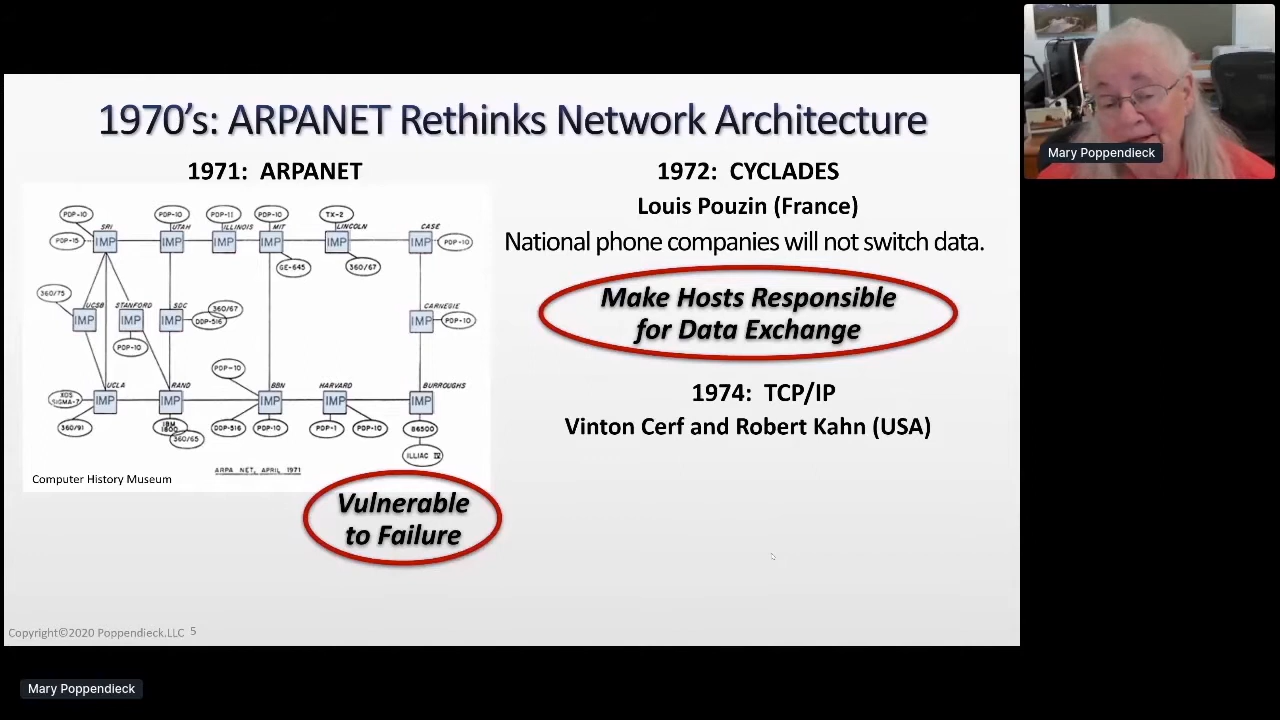 1970's: ARPANET Rethinks Network Architecture
1971: ARPANET
PDP-10
PDP-10
PDP-11
PDP-10
TX-2
SRI
UTAH
ILLINOIS
MIT
LINCOLN
CASE
PDP-15
IMP
IMP
IMP
IMP
IMP
IMP
PDP-10
GE-645
360/67
360/75
UCSB
STANFORD
SDC
360/67
CARNEGIE
IMP
IMP
IMP
DDP-516
IMP
PDP-10
PDP-10
PDP-10
UCLA
RAND
BBN
HARVARD
BURROUGHS
XDS
SIGMA-7
IMP
IMP
IMP
IMP
IMP
360/91
IBM
1800
360/65
DDP-516
PDP-10
PDP-1
PDP-10
B6500
ILLIAC IV
ARPA NET, APRIL 1971
Computer History Museum
Vulnerable
to Failure
1972: CYCLADES
Louis Pouzin (France)
National phone companies will not switch data.
Make Hosts Responsible
for Data Exchange
1974: TCP/IP
Vinton Cerf and Robert Kahn (USA)
Copyright©2020 Poppendieck.LLC 5
Mary Poppendieck
Mary Poppendieck